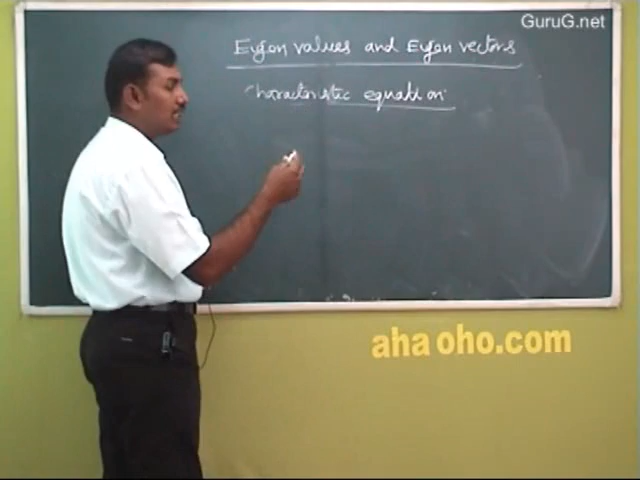 GuruG.net
Eigen values and Eigen vectors
characteristic equation
aha oho.com